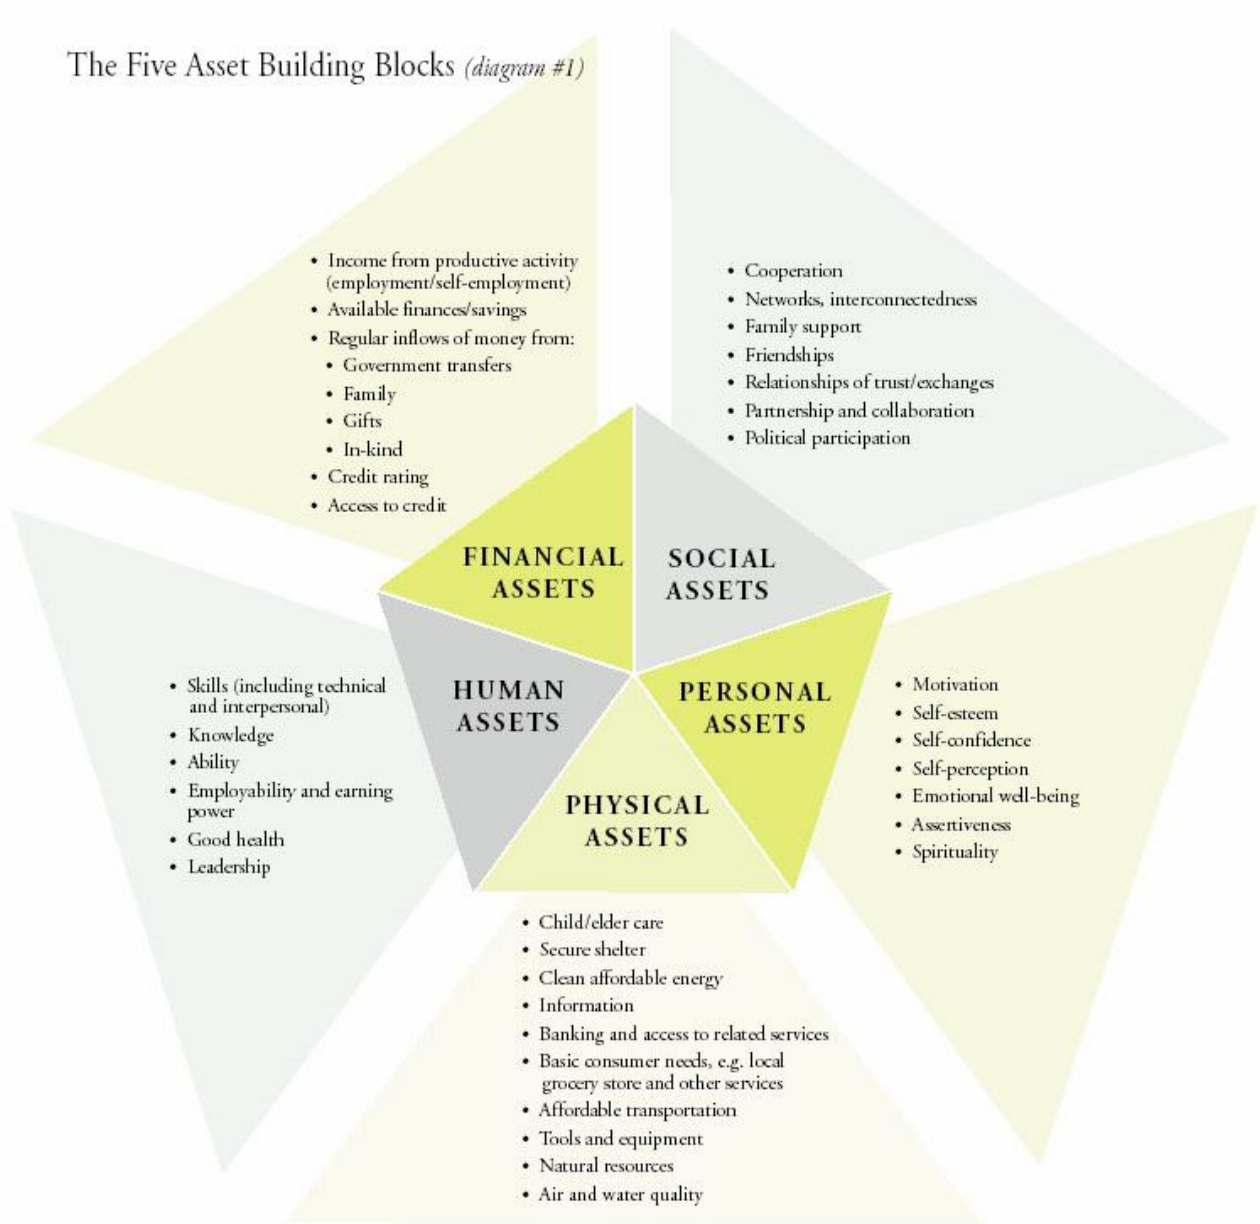 The Five Asset Building Blocks (diagram #1)
• Income from productive activity
(employment/self-employment)
• Available finances/savings
• Regular inflows of money from:
• Government transfers
• Family
• Gifts
• In-kind
• Credit rating
• Access to credit
• Cooperation
• Networks, interconnectedness
• Family support
• Friendships
• Relationships of trust/exchanges
• Partnership and collaboration
• Political participation
FINANCIAL
ASSETS
SOCIAL
ASSETS
HUMAN
ASSETS
PERSONAL
ASSETS
PHYSICAL
ASSETS
• Skills (including technical
and interpersonal)
• Knowledge
• Ability
• Employability and earning
power
• Good health
• Leadership
• Motivation
• Self-esteem
• Self-confidence
• Self-perception
• Emotional well-being
• Assertiveness
• Spirituality
• Child/elder care
• Secure shelter
• Clean affordable energy
• Information
• Banking and access to related services
• Basic consumer needs, e.g. local
grocery store and other services
• Affordable transportation
• Tools and equipment
• Natural resources
• Air and water quality